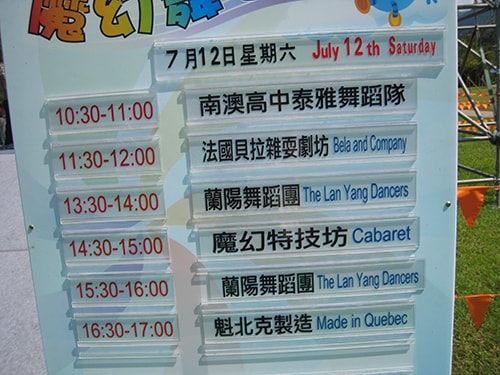 魔幻舞
7月12日星期六 July 12th Saturday
10:30-11:00 南澳高中泰雅舞蹈隊
11:30-12:00 法國貝拉雜耍劇坊 Bela and Company
13:30-14:00 蘭陽舞蹈團 The Lan Yang Dancers
14:30-15:00 魔幻特技坊 Cabaret
15:30-16:00 蘭陽舞蹈團 The Lan Yang Dancers
16:30-17:00 魁北克製造 Made in Quebec